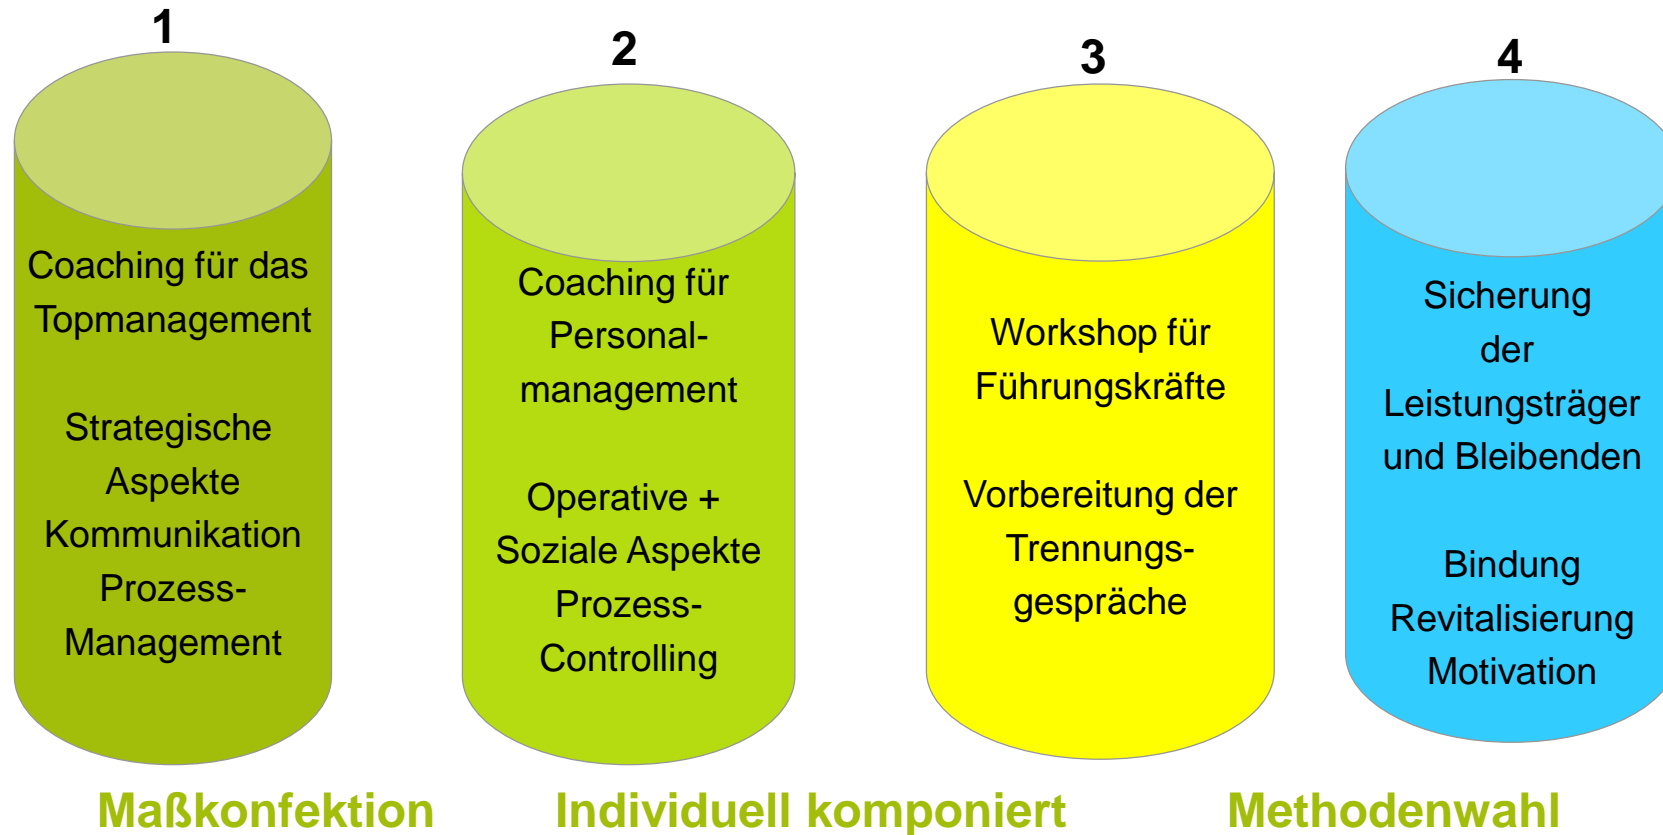 1
Coaching für das
Topmanagement
Strategische
Aspekte
Kommunikation
Prozess-
Management
2
Coaching für
Personal-
management
Operative +
Soziale Aspekte
Prozess-
Controlling
3
Workshop für
Führungskräfte
Vorbereitung der
Trennungs-
gespräche
4
Sicherung
der
Leistungsträger
und Bleibenden
Bindung
Revitalisierung
Motivation
Maßkonfektion
Individuell komponiert
Methodenwahl